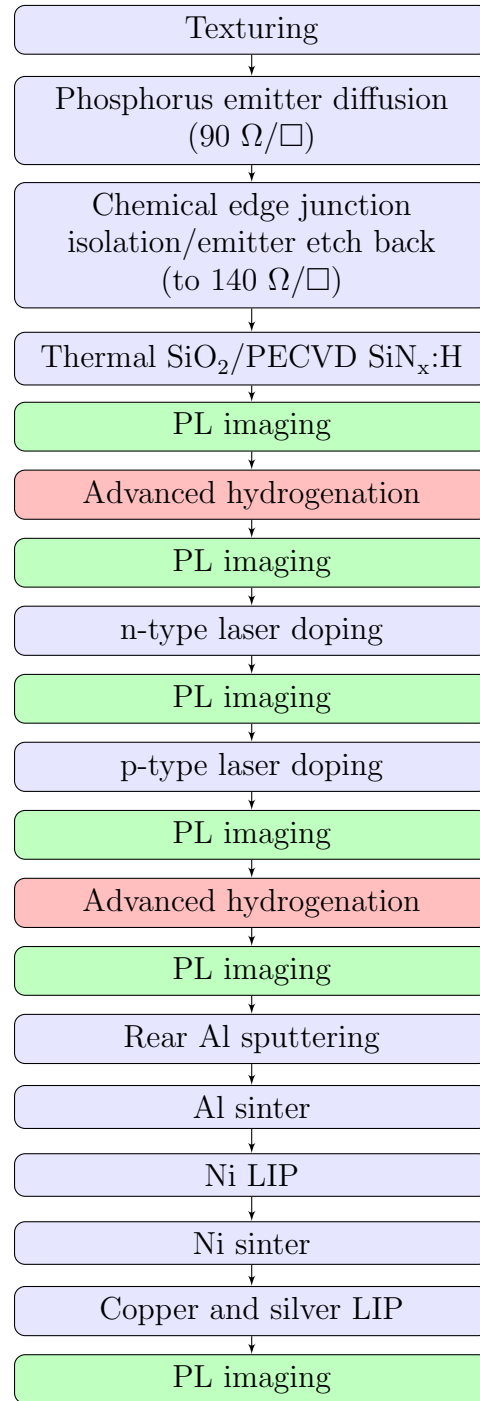 Texturing
Phosphorus emitter diffusion
(90 Ω/□)
Chemical edge junction
isolation/emitter etch back
(to 140 Ω/□)
Thermal SiO₂/PECVD SiNₓ:H
PL imaging
Advanced hydrogenation
PL imaging
n-type laser doping
PL imaging
p-type laser doping
PL imaging
Advanced hydrogenation
PL imaging
Rear Al sputtering
Al sinter
Ni LIP
Ni sinter
Copper and silver LIP
PL imaging